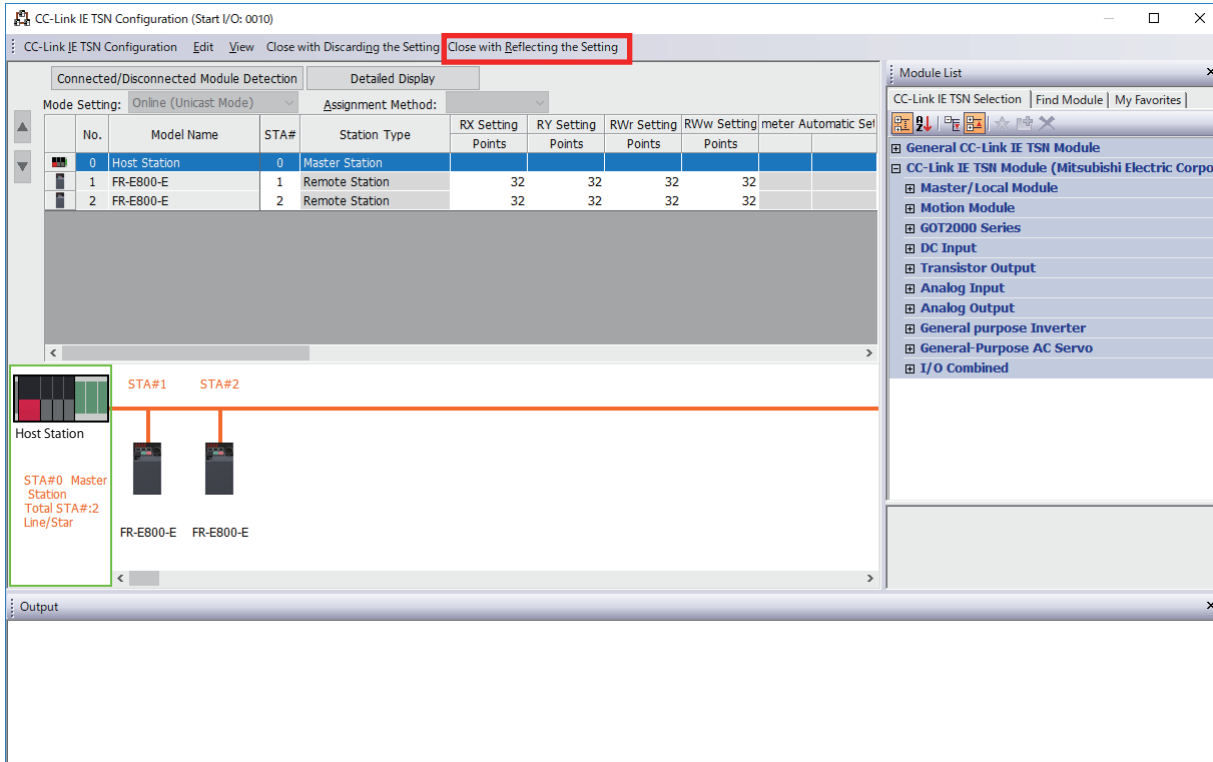 CC-Link IE TSN Configuration (Start I/O: 0010)
CC-Link IE TSN Configuration Edit View Close with Discarding the Setting Close with Reflecting the Setting
Connected/Disconnected Module Detection Detailed Display
Mode Setting: Online (Unicast Mode) Assignment Method:
No. Model Name STA# Station Type RX Setting RY Setting RWr Setting RWw Setting meter Automatic Set
Points Points Points Points
0 Host Station 0 Master Station
1 FR-E800-E 1 Remote Station 32 32 32 32
2 FR-E800-E 2 Remote Station 32 32 32 32
STA#1 STA#2
Host Station
STA#0 Master
Station
Total STA#:2
Line/Star
FR-E800-E FR-E800-E
Module List
CC-Link IE TSN Selection Find Module My Favorites
General CC-Link IE TSN Module
CC-Link IE TSN Module (Mitsubishi Electric Corpo
Master/Local Module
Motion Module
GOT2000 Series
DC Input
Transistor Output
Analog Input
Analog Output
General purpose Inverter
General-Purpose AC Servo
I/O Combined
Output